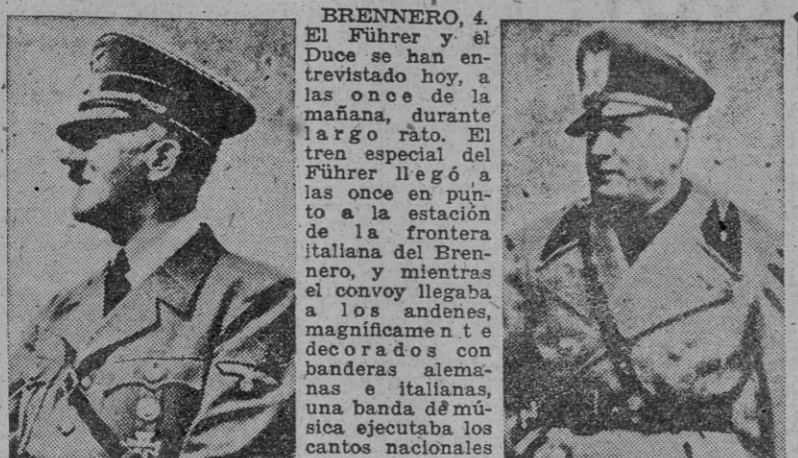 BRENNERO, 4.
El Führer y el
Duce se han en-
trevistado hoy, a
las once de la
mañana, durante
largo rato. El
tren especial del
Führer llegó a
las once en pun-
to a la estación
de la frontera
italiana del Bren-
nero, y mientras
el convoy llegaba
a los andenes,
magníficamente
decorados con
banderas alema-
nas e italianas,
una banda de mú-
sica ejecutaba los
cantos nacionales